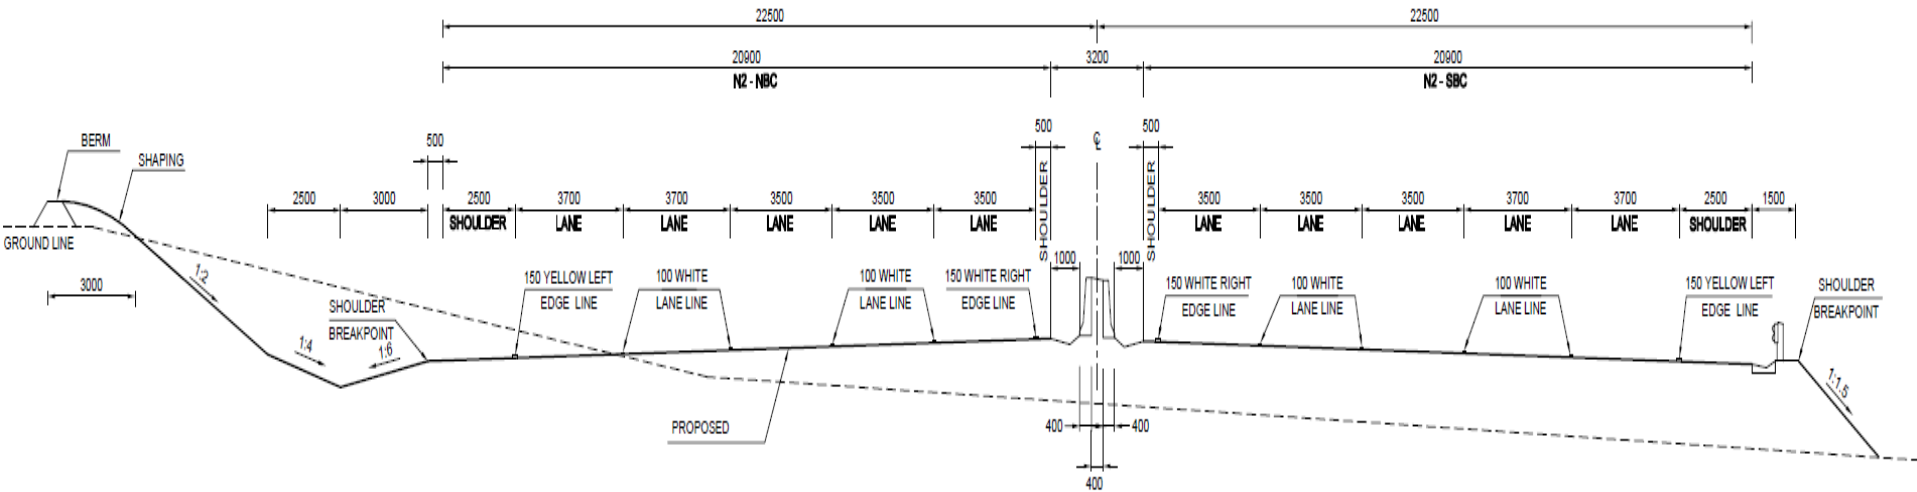 22500
22500
20900
3200
20900
N2 - NBC
N2 - SBC
500
500
500
℄
BERM
SHAPING
2500
3000
2500
3700
3700
3500
3500
3500
SHOULDER
SHOULDER
3500
3500
3500
3700
3700
2500
1500
SHOULDER
LANE
LANE
LANE
LANE
LANE
LANE
LANE
LANE
LANE
LANE
SHOULDER
GROUND LINE
1000
1000
1:2
3000
150 YELLOW LEFT
EDGE LINE
100 WHITE
LANE LINE
100 WHITE
LANE LINE
150 WHITE RIGHT
EDGE LINE
150 WHITE RIGHT
EDGE LINE
100 WHITE
LANE LINE
100 WHITE
LANE LINE
150 YELLOW LEFT
EDGE LINE
SHOULDER
BREAKPOINT
SHOULDER
BREAKPOINT
1:4
1:6
1:1.5
PROPOSED
400
400
400